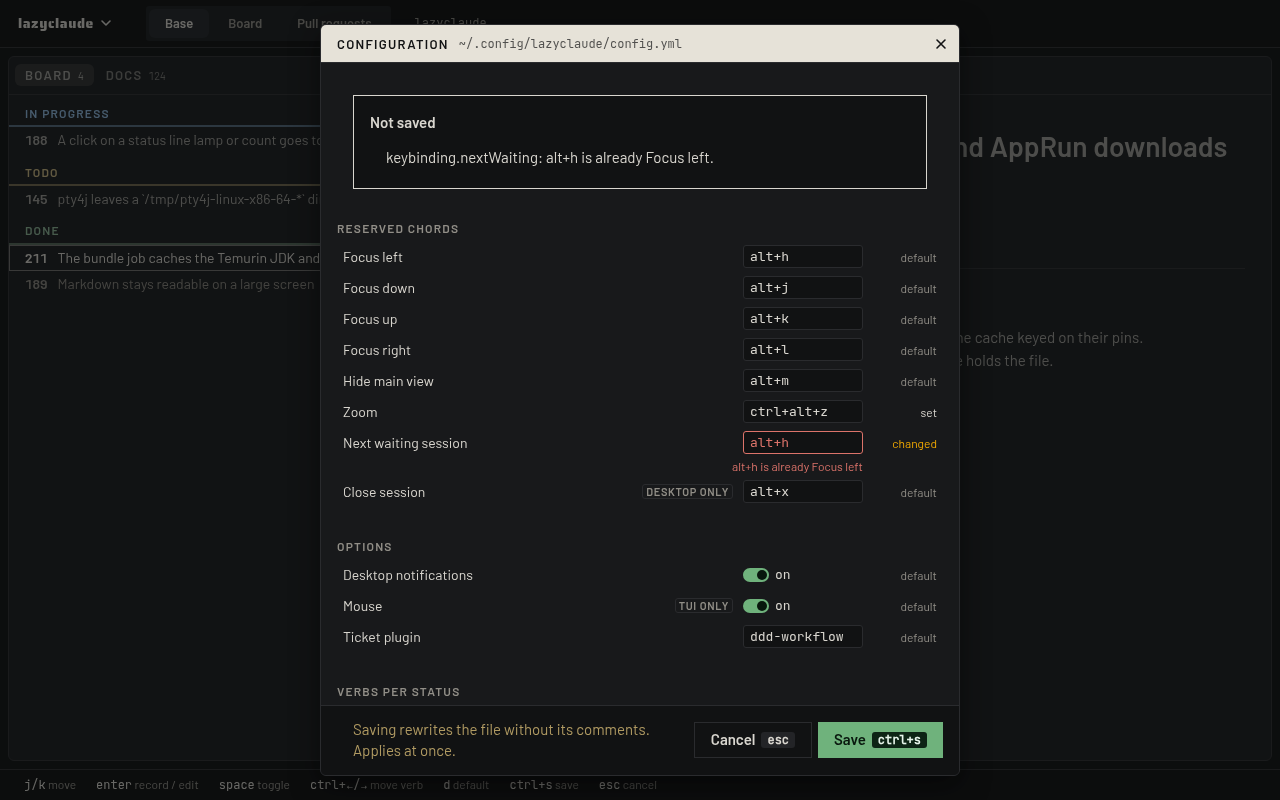 lazyclaude
Base Board Pull requests lazyclaude
CONFIGURATION ~/.config/lazyclaude/config.yml
BOARD 4 DOCS 124
IN PROGRESS
188 A click on a status line lamp or count goes to
TODO
145 pty4j leaves a `/tmp/pty4j-linux-x86-64-*` di
DONE
211 The bundle job caches the Temurin JDK and
189 Markdown stays readable on a large screen
nd AppRun downloads
he cache keyed on their pins.
e holds the file.
Not saved
keybinding.nextWaiting: alt+h is already Focus left.
RESERVED CHORDS
Focus left alt+h default
Focus down alt+j default
Focus up alt+k default
Focus right alt+l default
Hide main view alt+m default
Zoom ctrl+alt+z set
Next waiting session alt+h changed
alt+h is already Focus left
Close session DESKTOP ONLY alt+x default
OPTIONS
Desktop notifications on default
Mouse TUI ONLY on default
Ticket plugin ddd-workflow default
VERBS PER STATUS
Saving rewrites the file without its comments.
Applies at once.
Cancel esc Save ctrl+s
j/k move enter record / edit space toggle ctrl+←/→ move verb d default ctrl+s save esc cancel